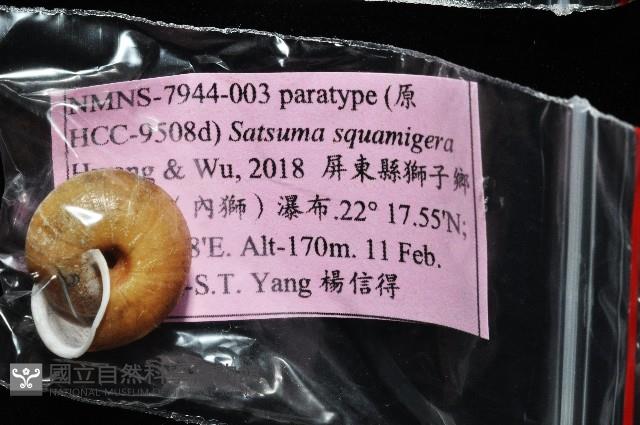 NMNS-7944-003 paratype (原
HCC-9508d) Satsuma squamigera
& Wu, 2018 屏東縣獅子鄉
(內獅) 瀑布.22° 17.55'N;
8'E. Alt-170m. 11 Feb.
-S.T. Yang 楊信得
國立自然科
NATIONAL MUSEUM